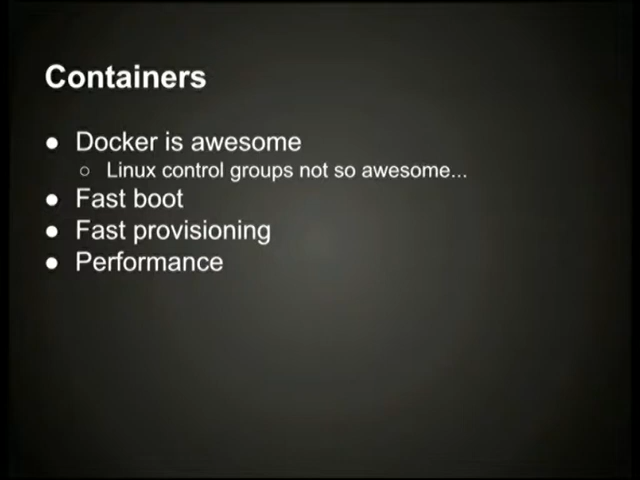 Containers
● Docker is awesome
○ Linux control groups not so awesome...
● Fast boot
● Fast provisioning
● Performance